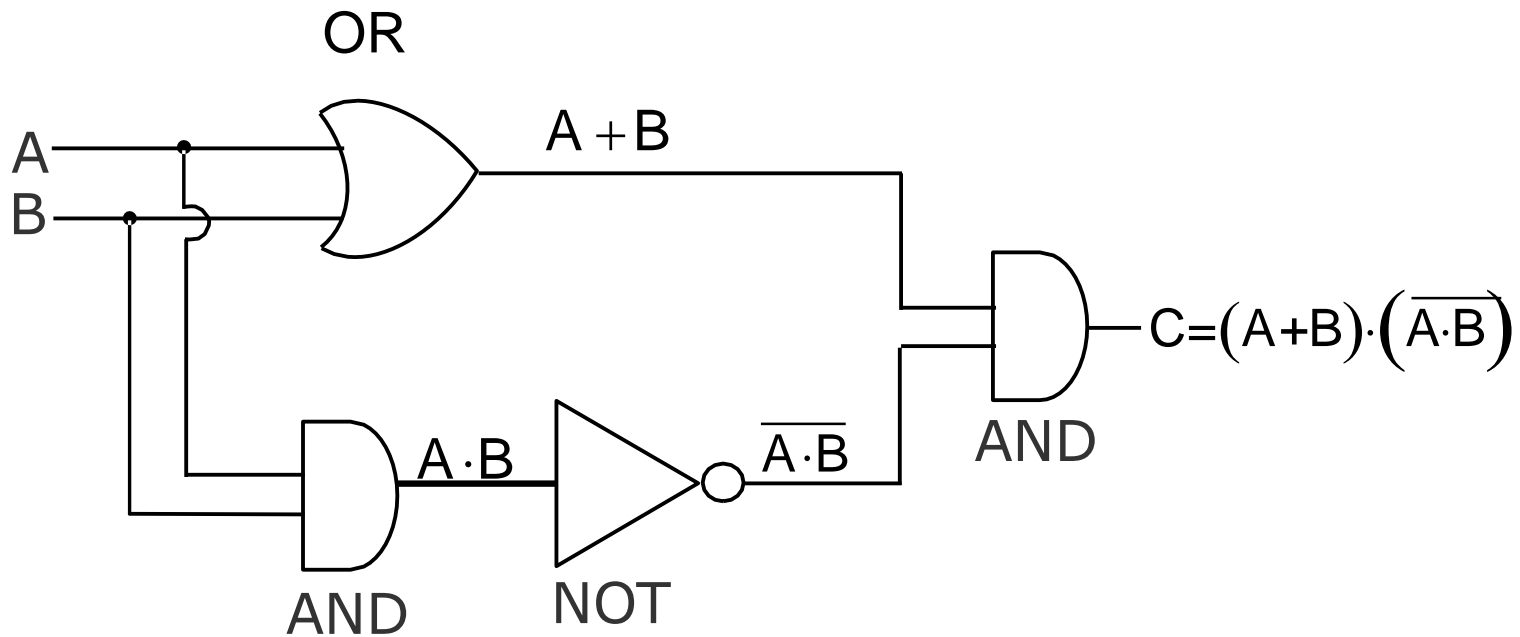 OR
A
B
A + B
C=(A+B)·(A̅·̅B̅)
A·B
A̅·̅B̅
AND
AND
NOT